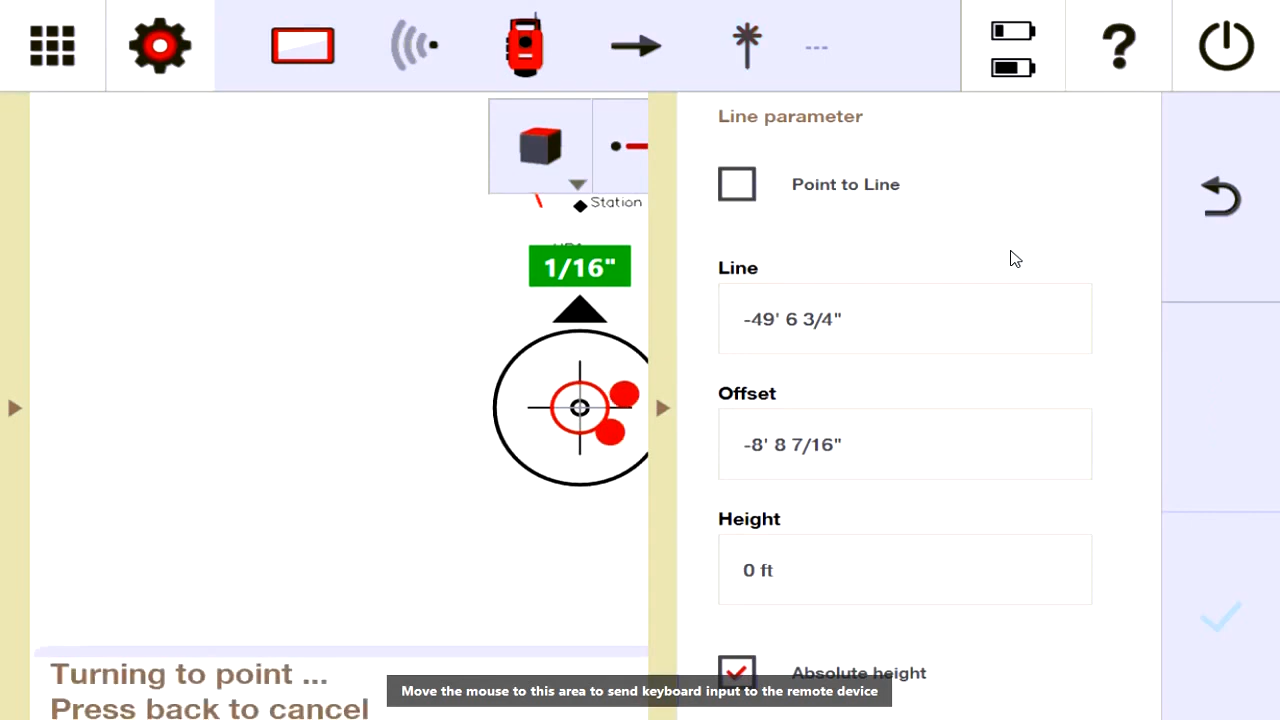 ---
Station
1/16"
Line parameter
Point to Line
Line
-49' 6 3/4"
Offset
-8' 8 7/16"
Height
0 ft
Absolute height
Turning to point ...
Press back to cancel
Move the mouse to this area to send keyboard input to the remote device